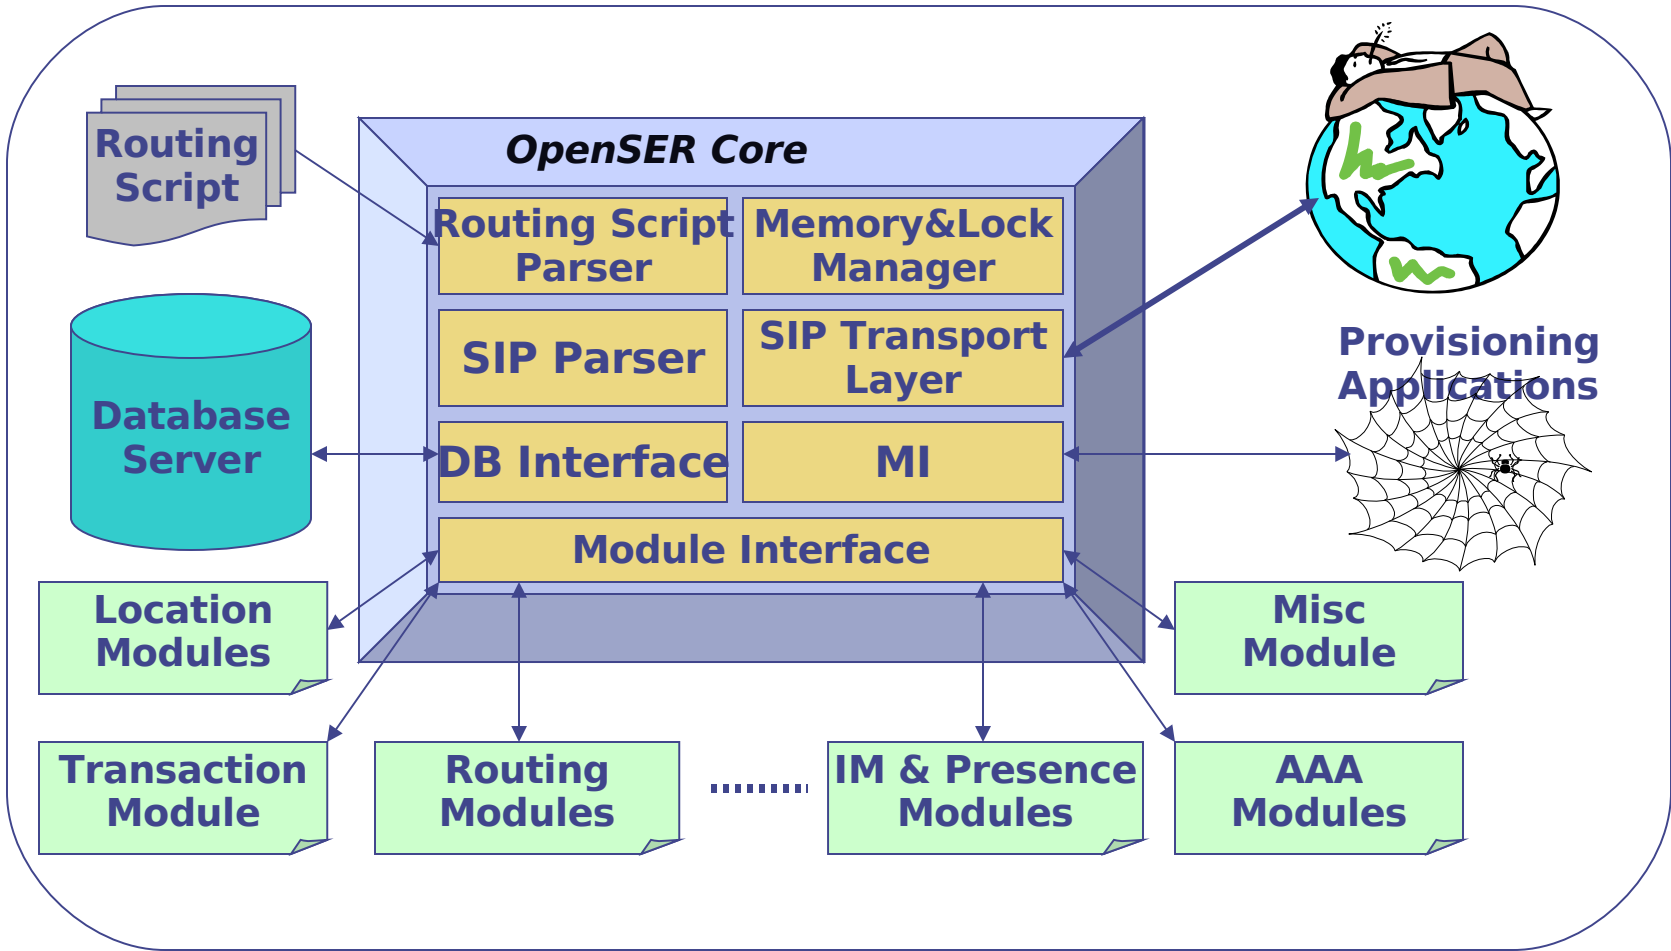 OpenSER Core
Routing
Script
Routing Script
Parser
Memory&Lock
Manager
SIP Parser
SIP Transport
Layer
Provisioning
Applications
Database
Server
DB Interface
MI
Module Interface
Location
Modules
Misc
Module
Transaction
Module
Routing
Modules
IM & Presence
Modules
AAA
Modules